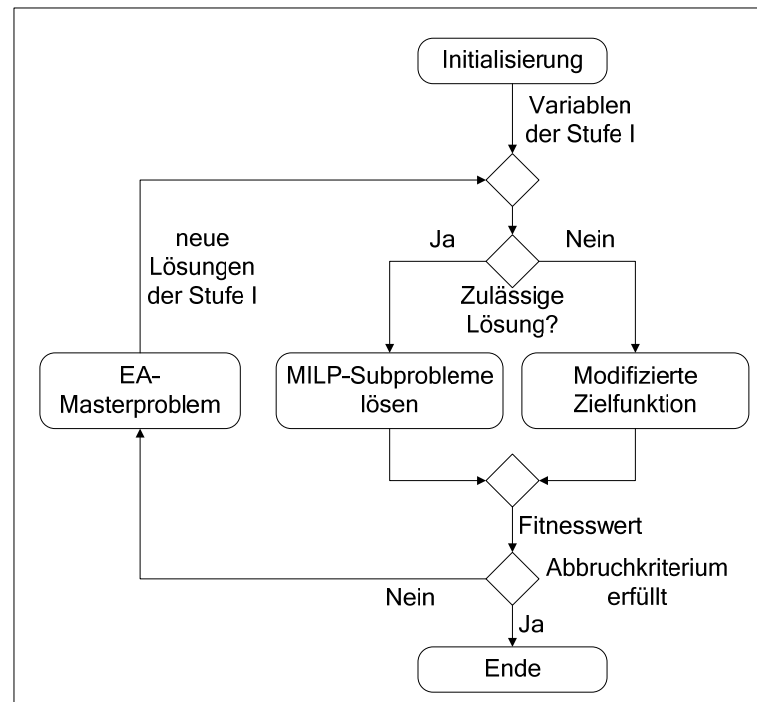 Initialisierung
Variablen
der Stufe I
neue
Lösungen
der Stufe I
Ja
Nein
Zulässige
Lösung?
EA-
Masterproblem
MILP-Subprobleme
lösen
Modifizierte
Zielfunktion
Fitnesswert
Abbruchkriterium
erfüllt
Nein
Ja
Ende